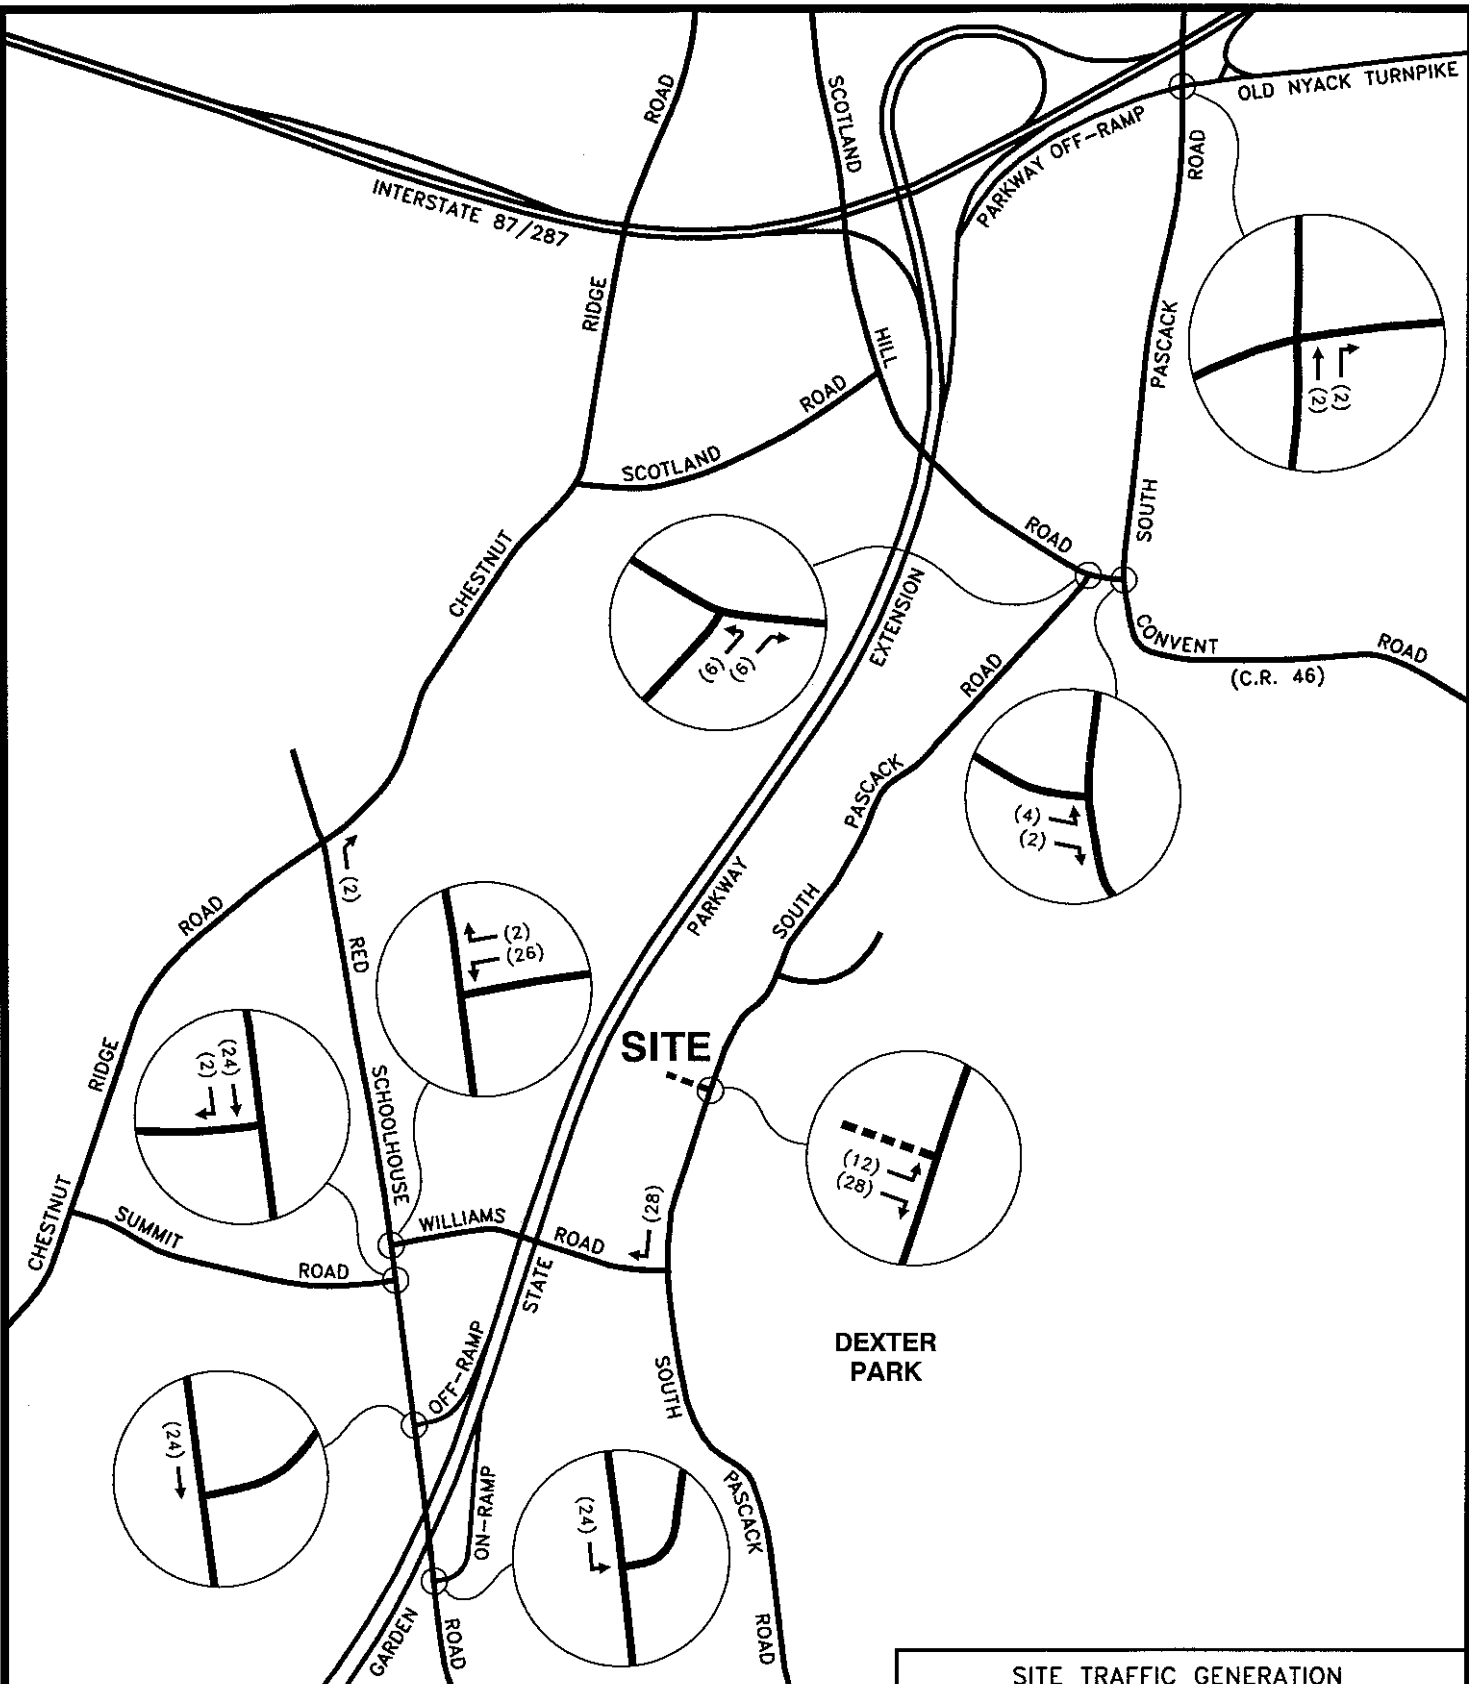 ROAD
SCOTLAND
OLD NYACK TURNPIKE
PARKWAY OFF-RAMP
ROAD
INTERSTATE 87/287
RIDGE
HILL
PASCACK
(2)
(2)
ROAD
SCOTLAND
SOUTH
ROAD
CHESTNUT
EXTENSION
CONVENT
ROAD
(C.R. 46)
(6)
(6)
ROAD
PASCACK
(4)
(2)
(2)
PARKWAY
SOUTH
ROAD
RED
(2)
(26)
SITE
RIDGE
(2)
(24)
SCHOOLHOUSE
(12)
(28)
CHESTNUT
SUMMIT
ROAD
WILLIAMS
ROAD
(28)
STATE
OFF-RAMP
DEXTER
PARK
SOUTH
(24)
ON-RAMP
(24)
PASCACK
GARDEN
ROAD
ROAD
SITE TRAFFIC GENERATION